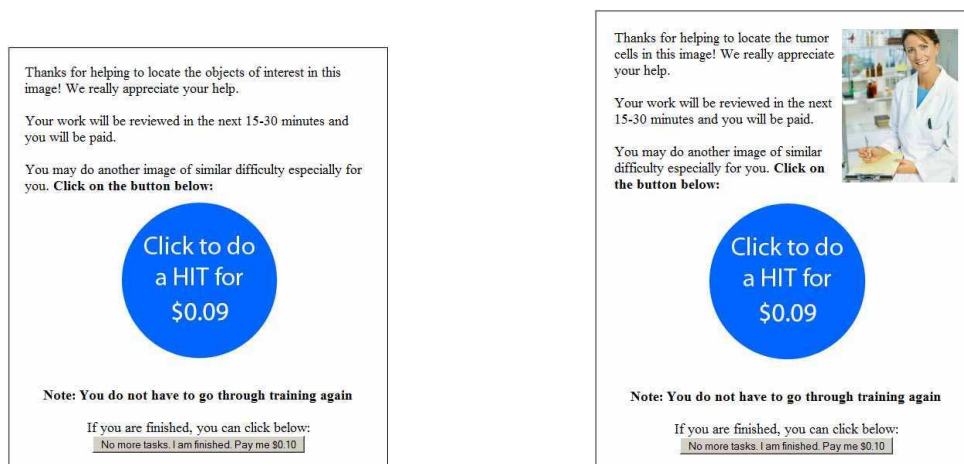 Thanks for helping to locate the objects of interest in this
image! We really appreciate your help.
Your work will be reviewed in the next 15-30 minutes and
you will be paid.
You may do another image of similar difficulty especially for
you. Click on the button below:
Click to do
a HIT for
$0.09
Note: You do not have to go through training again
If you are finished, you can click below:
No more tasks. I am finished. Pay me $0.10
Thanks for helping to locate the tumor
cells in this image! We really appreciate
your help.
Your work will be reviewed in the next
15-30 minutes and you will be paid.
You may do another image of similar
difficulty especially for you. Click on
the button below:
Click to do
a HIT for
$0.09
Note: You do not have to go through training again
If you are finished, you can click below:
No more tasks. I am finished. Pay me $0.10